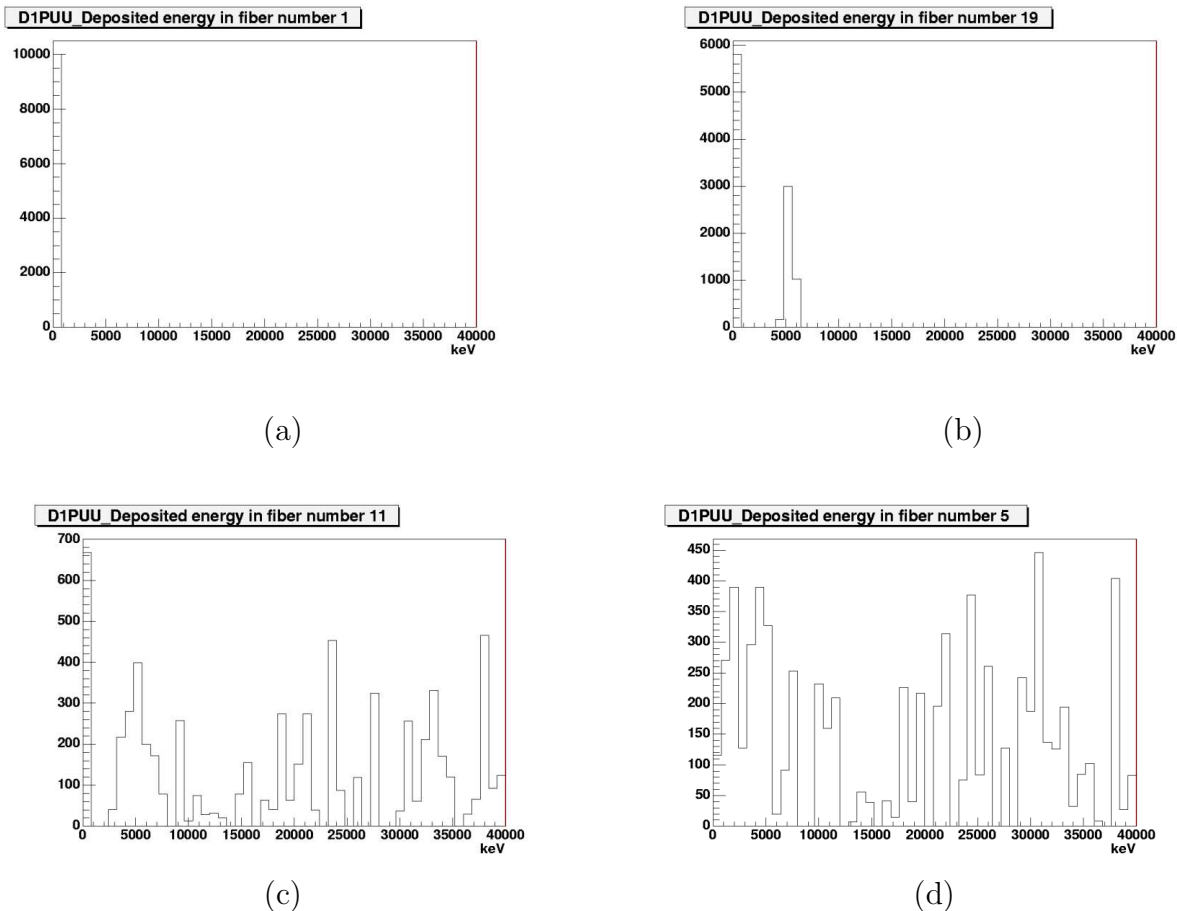 D1PUU_Deposited energy in fiber number 1
10000
8000
6000
4000
2000
0
0 5000 10000 15000 20000 25000 30000 35000 40000
keV
(a)
D1PUU_Deposited energy in fiber number 19
6000
5000
4000
3000
2000
1000
0
0 5000 10000 15000 20000 25000 30000 35000 40000
keV
(b)
D1PUU_Deposited energy in fiber number 11
700
600
500
400
300
200
100
0
0 5000 10000 15000 20000 25000 30000 35000 40000
keV
(c)
D1PUU_Deposited energy in fiber number 5
450
400
350
300
250
200
150
100
50
0
0 5000 10000 15000 20000 25000 30000 35000 40000
keV
(d)